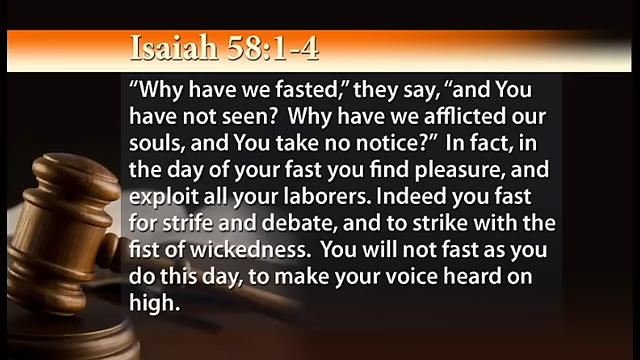 Isaiah 58:1-4
“Why have we fasted,” they say, “and You
have not seen?  Why have we afflicted our
souls, and You take no notice?”  In fact, in
the day of your fast you find pleasure, and
exploit all your laborers. Indeed you fast
for strife and debate, and to strike with the
fist of wickedness.  You will not fast as you
do this day, to make your voice heard on
high.